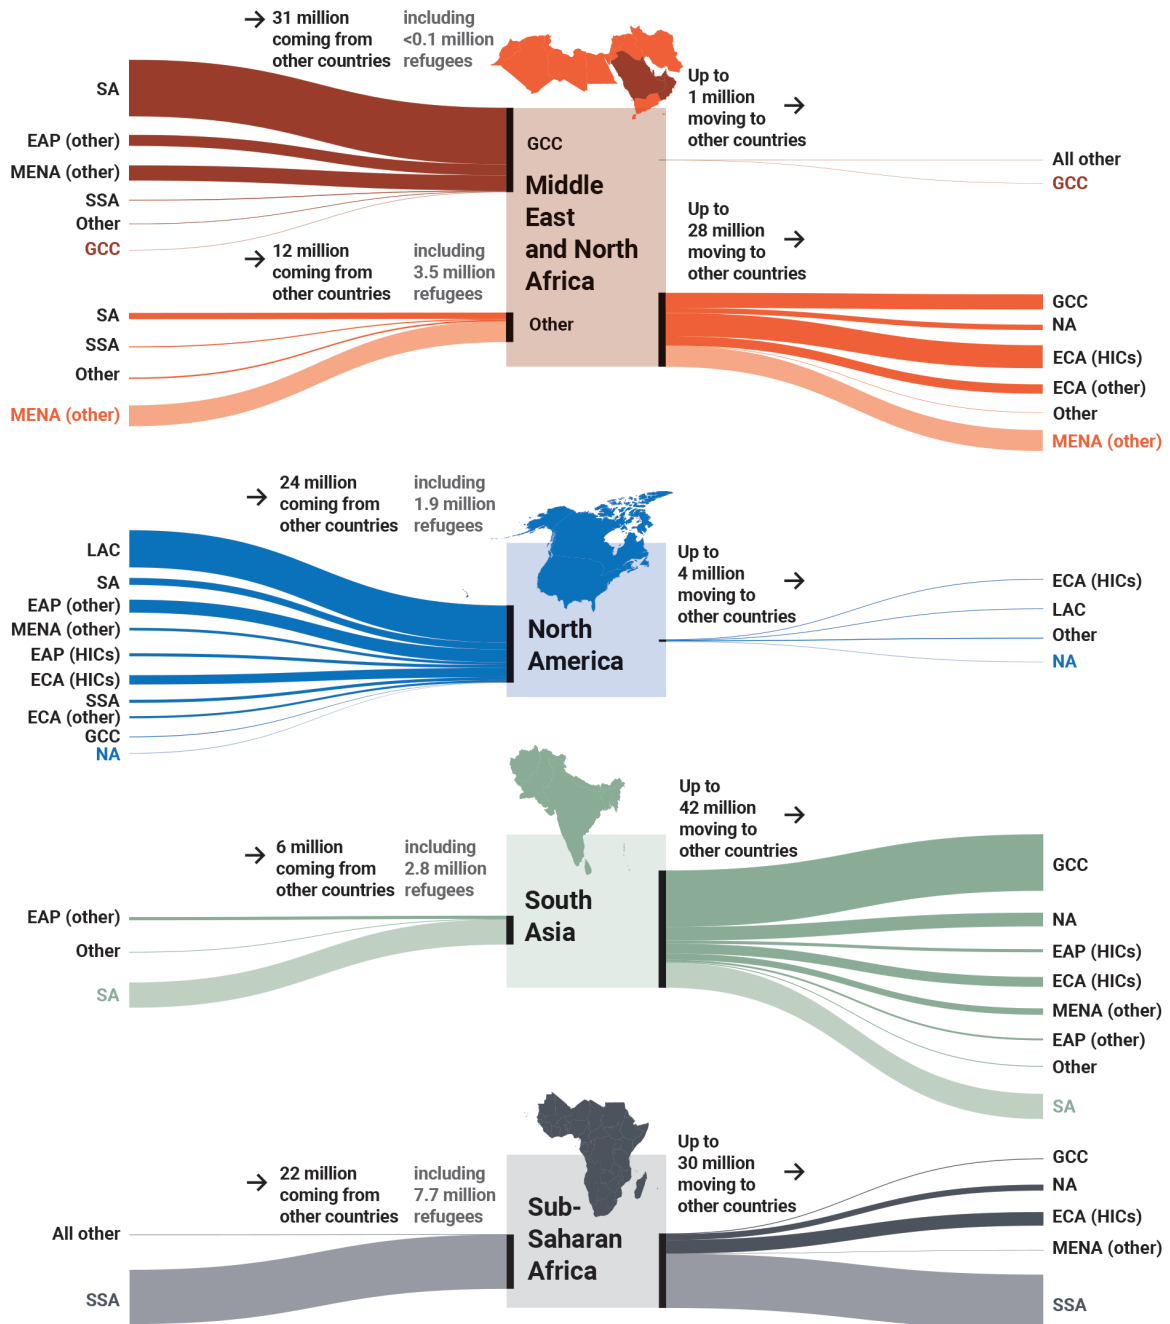 31 million
coming from
other countries
including
<0.1 million
refugees
SA
EAP (other)
MENA (other)
SSA
Other
GCC
GCC
Middle
East
and North
Africa
Other
Up to
1 million
moving to
other countries
All other
GCC
12 million
coming from
other countries
including
3.5 million
refugees
SA
SSA
Other
MENA (other)
Up to
28 million
moving to
other countries
GCC
NA
ECA (HICs)
ECA (other)
Other
MENA (other)
24 million
coming from
other countries
including
1.9 million
refugees
LAC
SA
EAP (other)
MENA (other)
EAP (HICs)
ECA (HICs)
SSA
ECA (other)
GCC
NA
North
America
Up to
4 million
moving to
other countries
ECA (HICs)
LAC
Other
NA
6 million
coming from
other countries
including
2.8 million
refugees
EAP (other)
Other
SA
South
Asia
Up to
42 million
moving to
other countries
GCC
NA
EAP (HICs)
ECA (HICs)
MENA (other)
EAP (other)
Other
SA
22 million
coming from
other countries
including
7.7 million
refugees
All other
SSA
Sub-
Saharan
Africa
Up to
30 million
moving to
other countries
GCC
NA
ECA (HICs)
MENA (other)
SSA